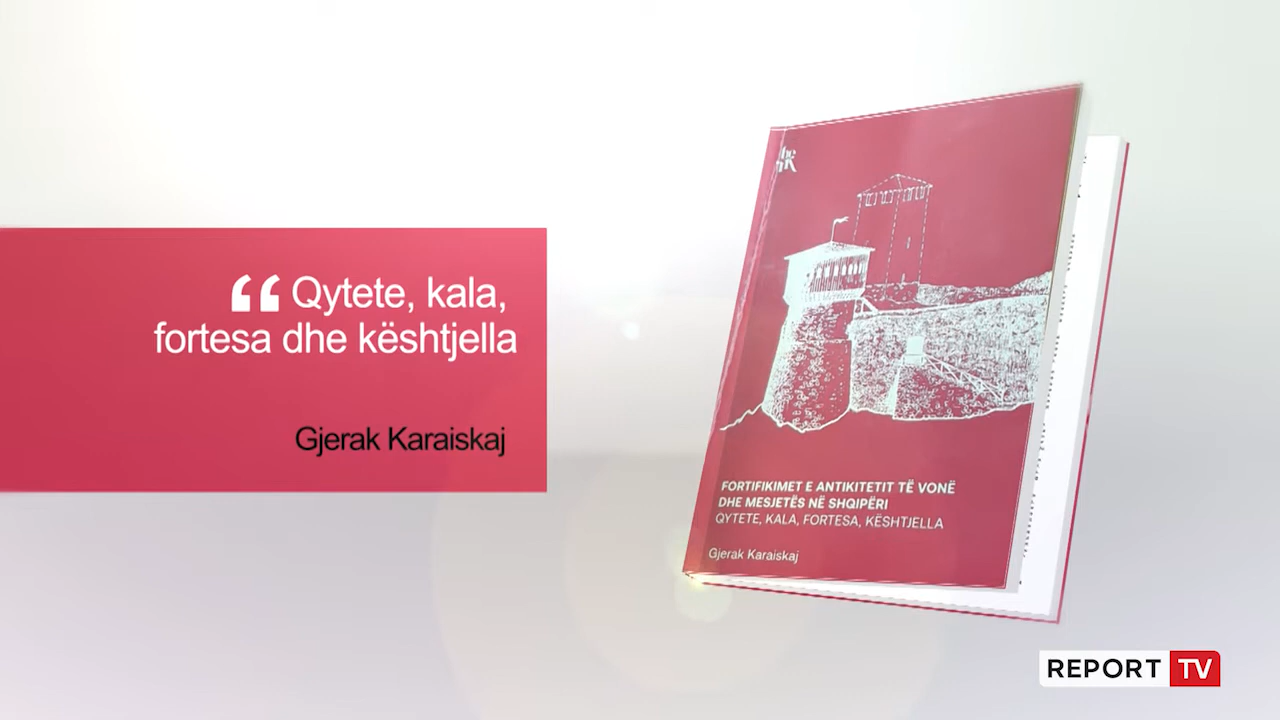 “ Qytete, kala,
fortesa dhe kështjella
Gjerak Karaiskaj
FORTIFIKIMET E ANTIKITETIT TË VONË
DHE MESJETËS NË SHQIPËRI
QYTETE, KALA, FORTESA, KËSHTJELLA
Gjerak Karaiskaj
REPORT TV